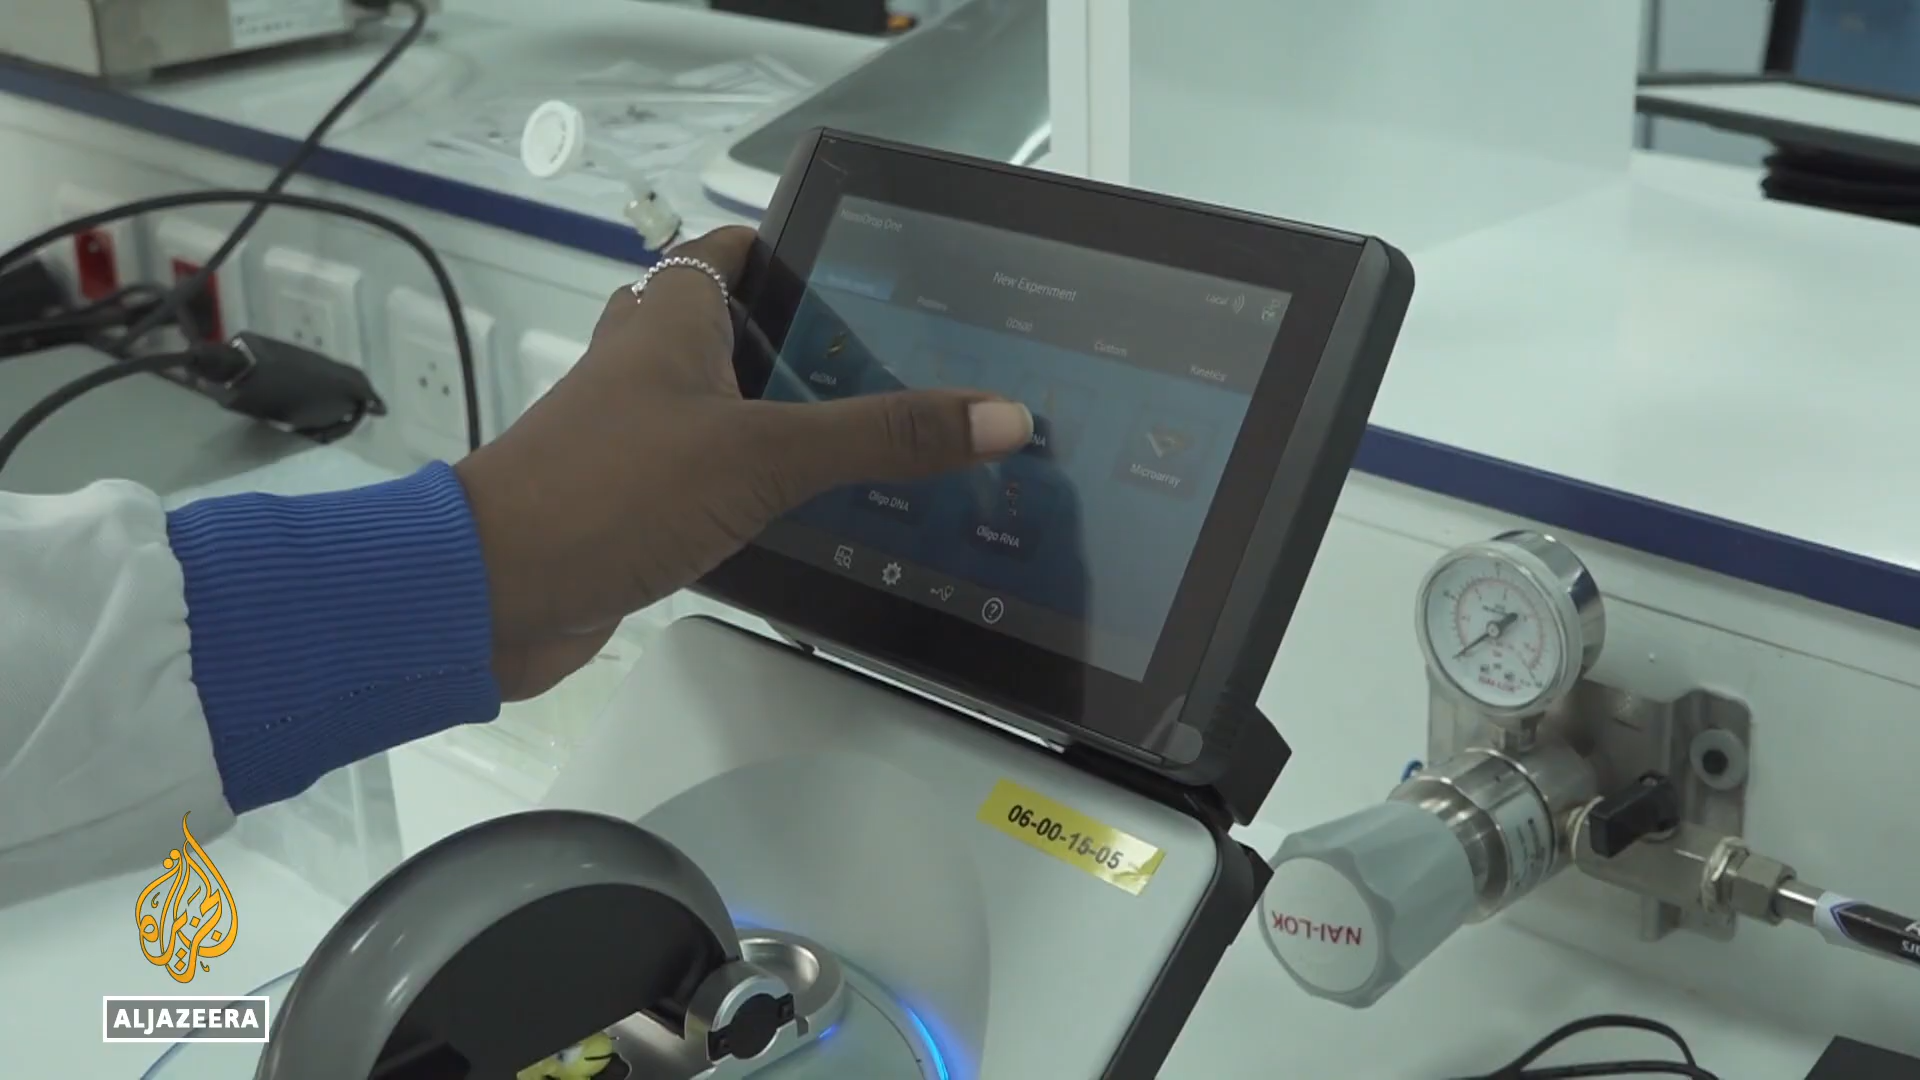 NanoDrop One
New Experiment
Local
Proteins
OD600
Custom
Kinetics
dsDNA
Microarray
Oligo DNA
Oligo RNA
?
06-00-15-05
NAI-LOK
الجزيرة
ALJAZEERA